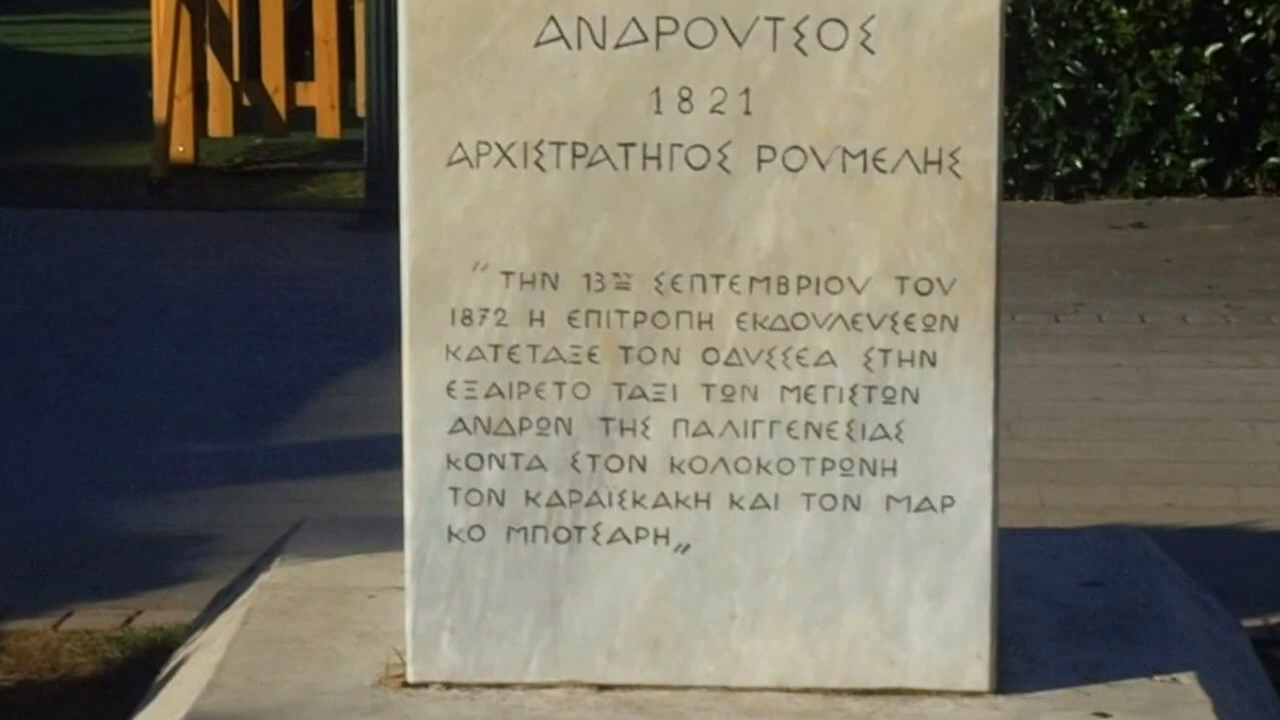 ΑΝΔΡΟΥΤΣΟΣ
1821
ΑΡΧΙΣΤΡΑΤΗΓΟΣ ΡΟΥΜΕΛΗΣ
"ΤΗΝ 13ΗΝ ΣΕΠΤΕΜΒΡΙΟΥ ΤΟΥ
1872 Η ΕΠΙΤΡΟΠΗ ΕΚΔΟΥΛΕΥΣΕΩΝ
ΚΑΤΕΤΑΞΕ ΤΟΝ ΟΔΥΣΣΕΑ ΣΤΗΝ
ΕΞΑΙΡΕΤΟ ΤΑΞΙ ΤΩΝ ΜΕΓΙΣΤΩΝ
ΑΝΔΡΩΝ ΤΗΣ ΠΑΛΙΓΓΕΝΕΣΙΑΣ
ΚΟΝΤΑ ΣΤΟΝ ΚΟΛΟΚΟΤΡΩΝΗ
ΤΟΝ ΚΑΡΑΪΣΚΑΚΗ ΚΑΙ ΤΟΝ ΜΑΡ
ΚΟ ΜΠΟΤΣΑΡΗ„